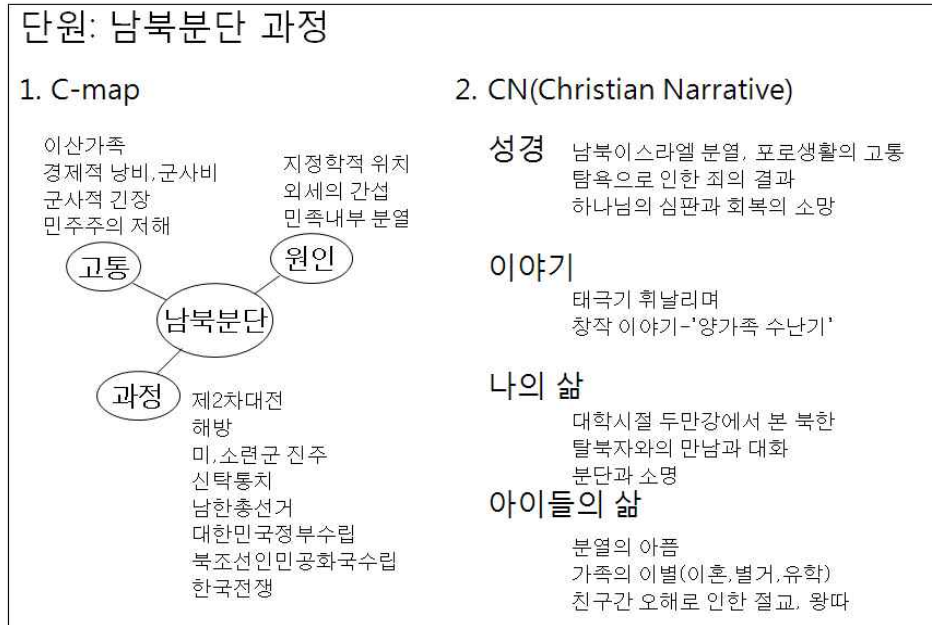 단원: 남북분단 과정
1. C-map
이산가족
경제적 낭비,군사비
군사적 긴장
민주주의 저해
지정학적 위치
외세의 간섭
민족내부 분열
고통
원인
남북분단
과정
제2차대전
해방
미,소련군 진주
신탁통치
남한총선거
대한민국정부수립
북조선인민공화국수립
한국전쟁
2. CN(Christian Narrative)
성경
남북이스라엘 분열, 포로생활의 고통
탐욕으로 인한 죄의 결과
하나님의 심판과 회복의 소망
이야기
태극기 휘날리며
창작 이야기-'양가족 수난기'
나의 삶
대학시절 두만강에서 본 북한
탈북자와의 만남과 대화
분단과 소명
아이들의 삶
분열의 아픔
가족의 이별(이혼,별거,유학)
친구간 오해로 인한 절교, 왕따